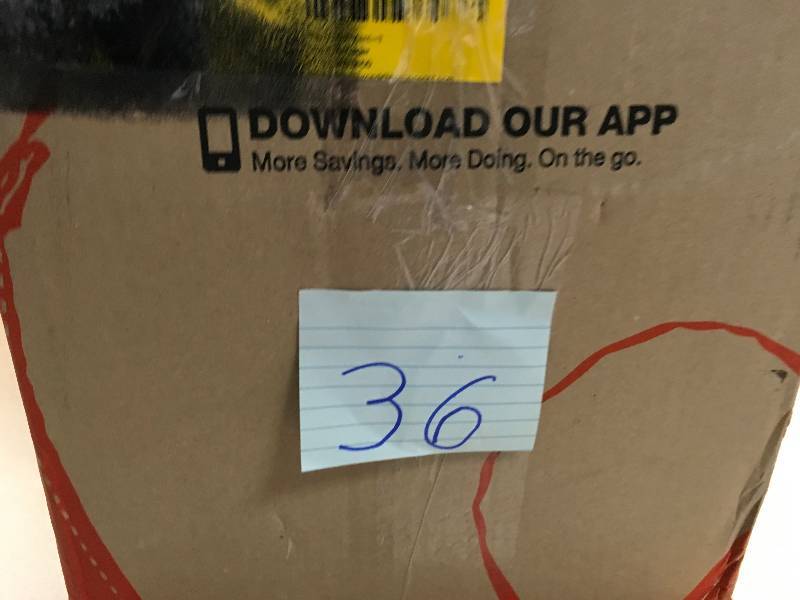 DOWNLOAD OUR APP
More Savings. More Doing. On the go.
36